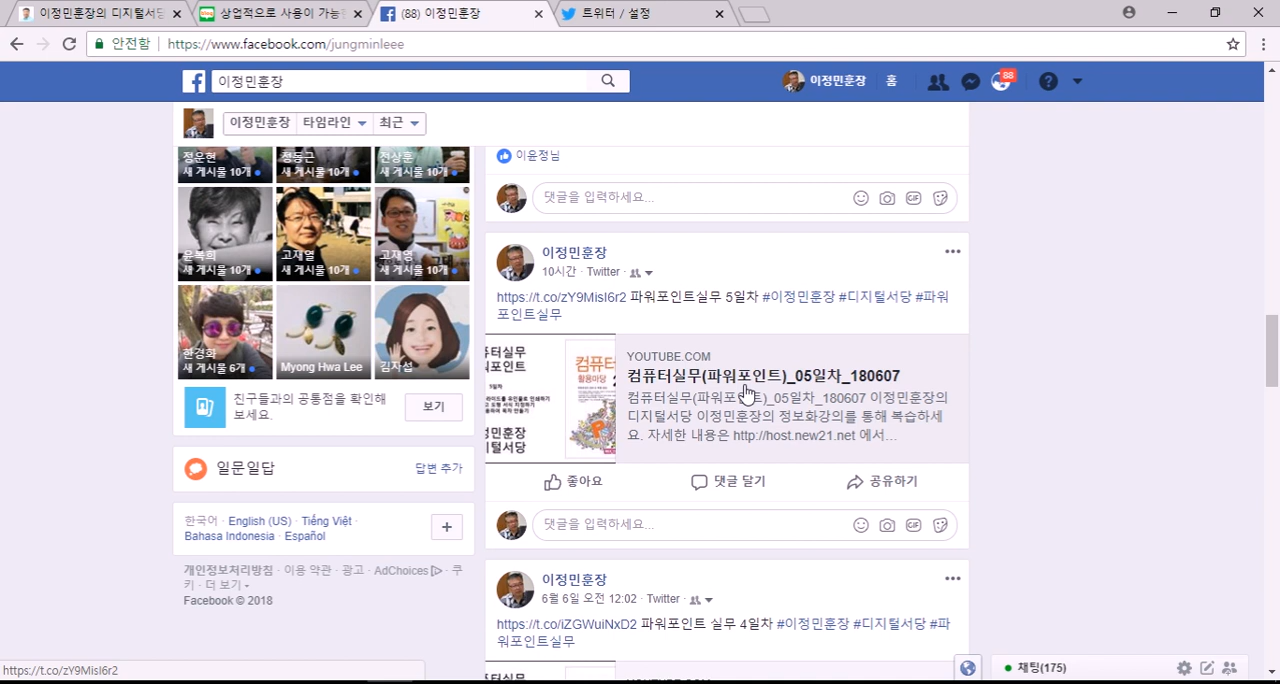 이정민훈장의 디지털서당
상업적으로 사용이 가능한
(88) 이정민훈장
트위터 / 설정
안전함
https://www.facebook.com/jungminleee
이정민훈장
이정민훈장
홈
88
이정민훈장
타임라인
최근
정운현
새 게시물 10개
정동근
새 게시물 10개
전상훈
새 게시물 10개
윤복희
새 게시물 10개
고재열
새 게시물 10개
고재영
새 게시물 10개
한경화
새 게시물 6개
Myong Hwa Lee
김자섭
친구들과의 공통점을 확인해
보세요.
보기
일문일답
답변 추가
한국어 · English (US) · Tiếng Việt ·
Bahasa Indonesia · Español
개인정보처리방침 · 이용 약관 · 광고 · AdChoices · 쿠
키 · 더 보기
Facebook © 2018
이윤정님
댓글을 입력하세요...
GIF
이정민훈장
10시간 · Twitter ·
https://t.co/zY9MisI6r2 파워포인트실무 5일차 #이정민훈장 #디지털서당 #파워
포인트실무
YOUTUBE.COM
컴퓨터실무(파워포인트)_05일차_180607
컴퓨터실무(파워포인트)_05일차_180607 이정민훈장의
디지털서당 이정민훈장의 정보화강의를 통해 복습하세
요. 자세한 내용은 http://host.new21.net 에서...
좋아요
댓글 달기
공유하기
댓글을 입력하세요...
GIF
이정민훈장
6월 6일 오전 12:02 · Twitter ·
https://t.co/iZGWuiNxD2 파워포인트 실무 4일차 #이정민훈장 #디지털서당 #파
워포인트실무
https://t.co/zY9MisI6r2
채팅(175)